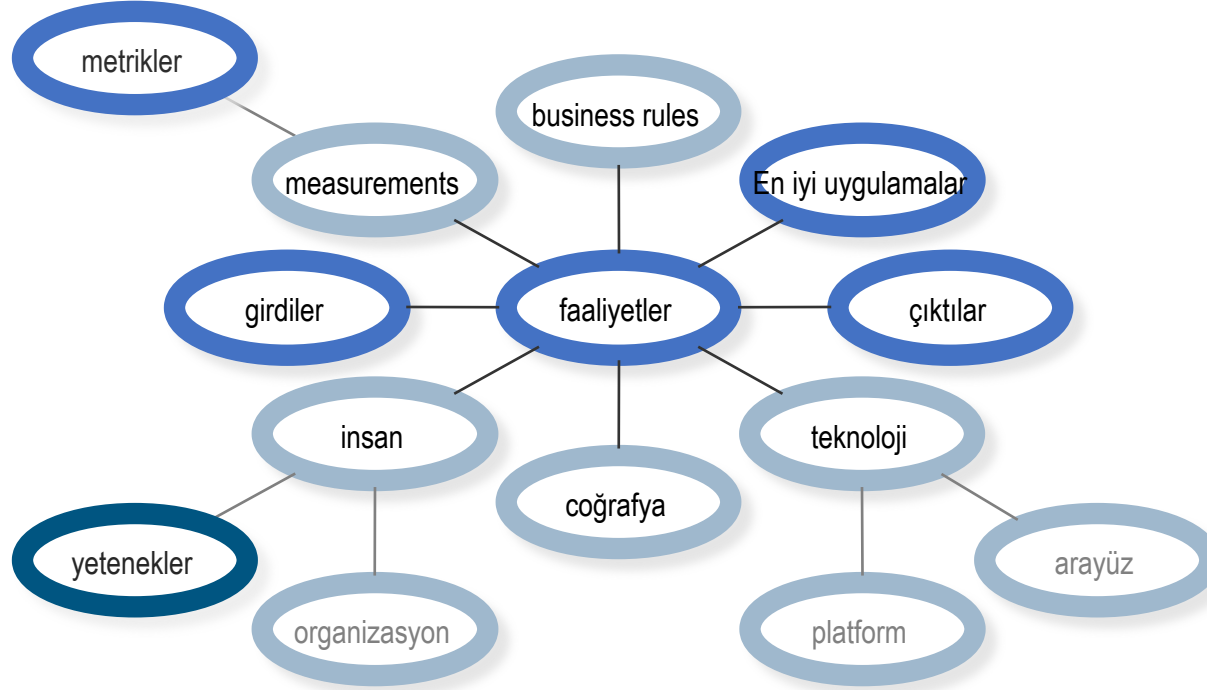 metrikler
business rules
measurements
En iyi uygulamalar
girdiler
faaliyetler
çıktılar
insan
teknoloji
coğrafya
yetenekler
arayüz
organizasyon
platform